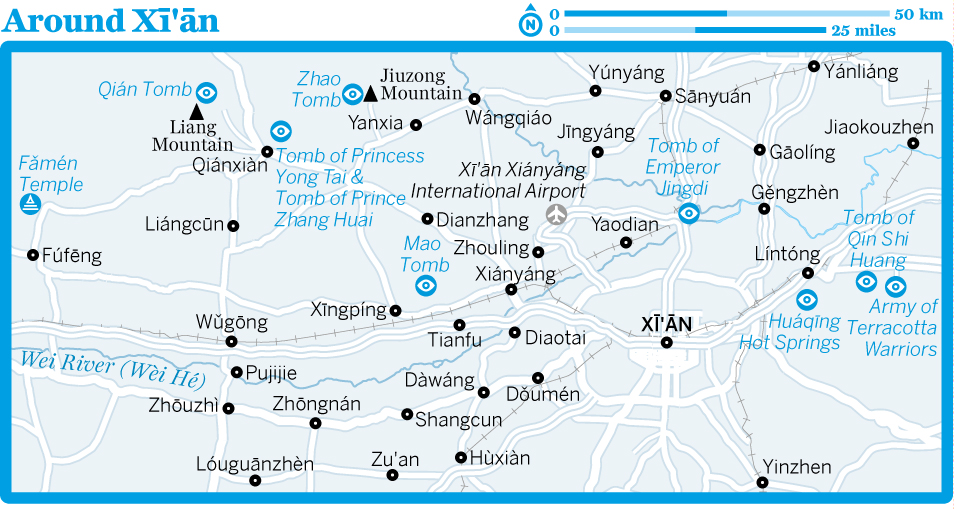 Around Xī'ān
0 50 km
0 25 miles
N
Yúnyáng
Yánliáng
Qián Tomb
Zhao
Tomb
Jiuzong
Mountain
Sānyuán
Liang
Mountain
Yanxia
Wángqiáo
Jīngyáng
Jiaokouzhen
Qiánxiàn
Gāolíng
Tomb of Princess
Yong Tai &
Tomb of Prince
Zhang Huai
Xī'ān Xiányáng
International Airport
Tomb of
Emperor
Jingdi
Fǎmén
Temple
Gěngzhèn
Liángcūn
Dianzhang
Yaodian
Tomb of
Qin Shi
Huang
Fúfēng
Mao
Tomb
Zhouling
Líntóng
Xiányáng
Xīngpíng
Wǔgōng
Tianfu
Diaotai
XĪ'ĀN
Huáqīng
Hot Springs
Army of
Terracotta
Warriors
Wei River (Wèi Hé)
Pujijie
Dàwáng
Dǒumén
Zhōuzhì
Zhōngnán
Shangcun
Lóuguānzhèn
Zu'an
Hùxiàn
Yinzhen